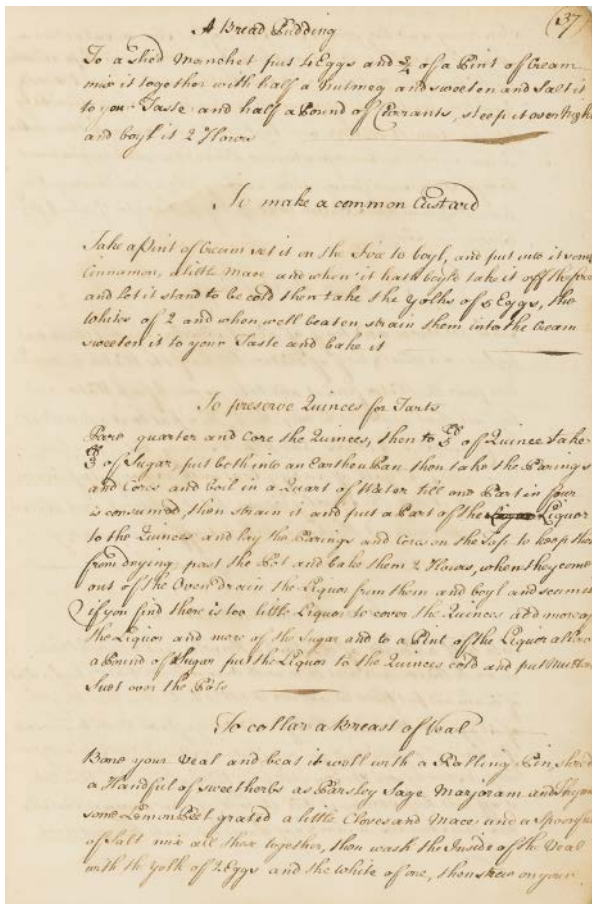 (37)
A Bread Pudding
To a slic'd Manchet put 4 Eggs and 3/4 of a Pint of Cream
mix it together with half a Nutmeg and sweeten and Salt it
to your Taste and half a Pound of Currants, steep it over Nigh
and boyl it 2 Hours
To make a common Custard
Take a Pint of Cream set it on the Fire to boyl, and put into it some
Cinnamon, a little Mace and when it hath boyl'd take it off the fire
and let it stand to be cold then take the Yolks of 5 Eggs, the
whites of 2 and when well beaten, strain them into the Cream
sweeten it to your Taste and bake it
To preserve Quinces for Tarts
Pare quarter and Core the Quinces, then to of Quince take
of Sugar, put both into an Earthen Pan then take the Parings
and Cores and boil in a Quart of Water till one Part in four
is consumed, then strain it and put a Part of the Liquor
to the Quinces and lay the Parings and Cores on the Top to keep them
from drying, past the Pot and bake them 2 Hours, when they come
out of the Oven drain the Liquor from them and boyl and scum it
if you find there is too little Liquor to cover the Quinces add more of
the Liquor and more of the Sugar and to a Pint of the Liquor allow
a Pound of Sugar put the Liquor to the Quinces cold and put Mutton
Suet over the Pots
To collar a Breast of Veal
Bone your Veal and beat it well with a Rolling Pin shred
a Handful of sweetherbs as Parsley Sage Marjoram and Thyme
some Lemon Peel grated a little Cloves and Mace and a Spoonful
of Salt mix all these together, then wash the Inside of the Veal
with the Yolk of 2 Eggs and the White of one, then strew on your